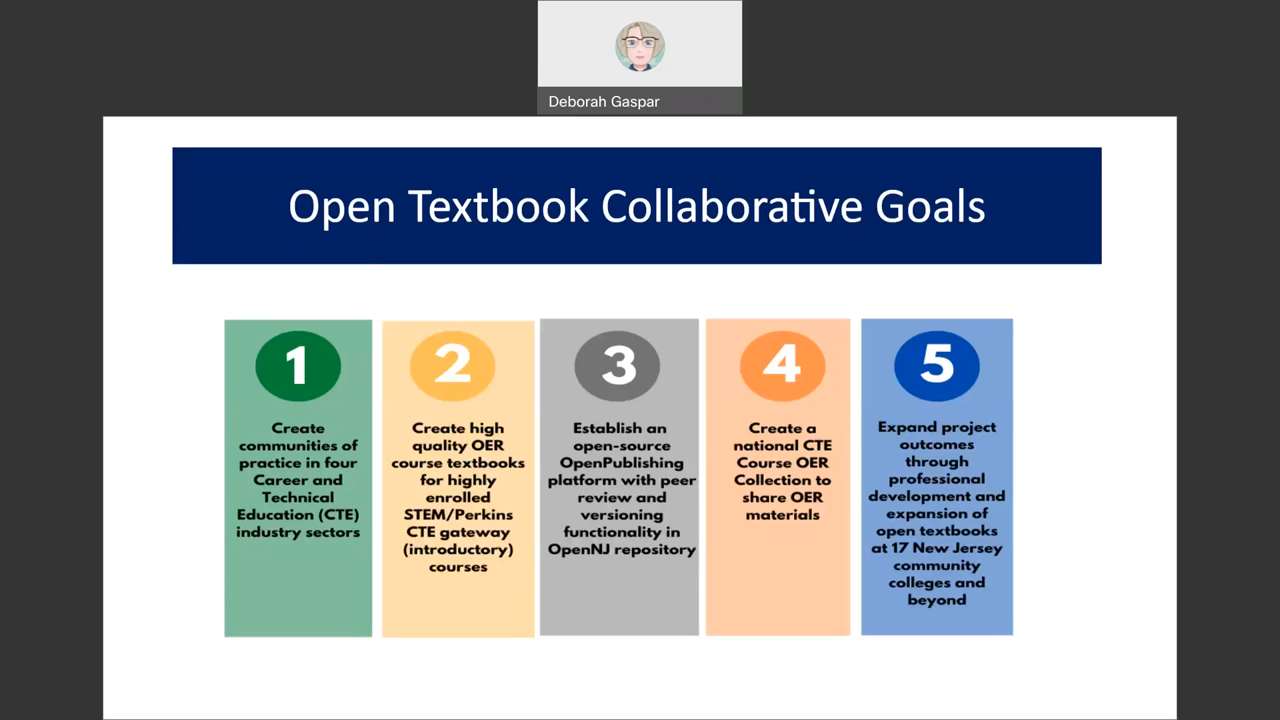 Deborah Gaspar
Open Textbook Collaborative Goals
1
Create
communities of
practice in four
Career and
Technical
Education (CTE)
industry sectors
2
Create high
quality OER
course textbooks
for highly
enrolled
STEM/Perkins
CTE gateway
(introductory)
courses
3
Establish an
open-source
OpenPublishing
platform with peer
review and
versioning
functionality in
OpenNJ repository
4
Create a
national CTE
Course OER
Collection to
share OER
materials
5
Expand project
outcomes
through
professional
development and
expansion of
open textbooks
at 17 New Jersey
community
colleges and
beyond